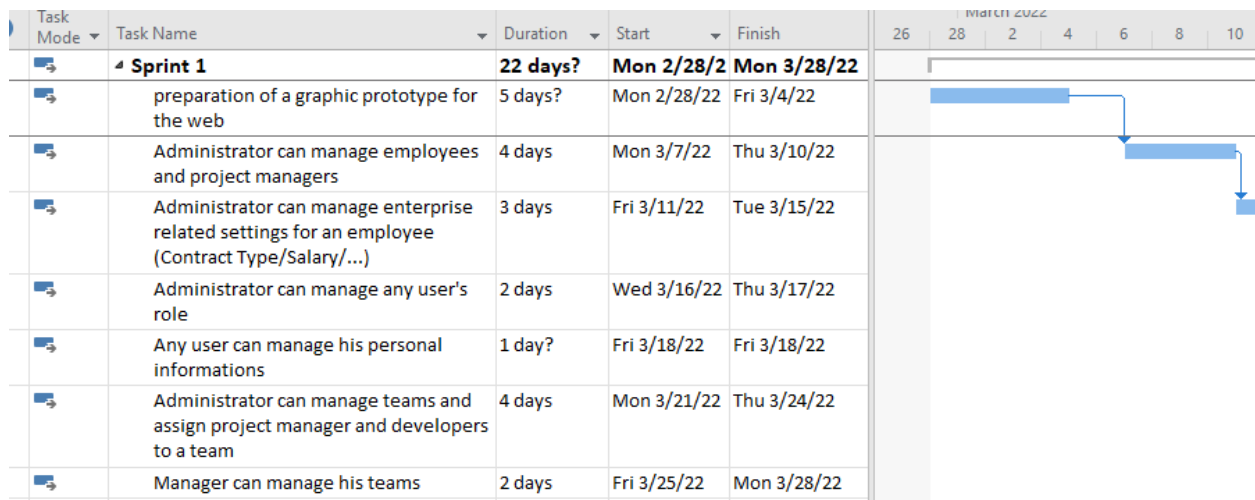 Task
Mode Task Name Duration Start Finish
March 2022
26 28 2 4 6 8 10
Sprint 1 22 days? Mon 2/28/2 Mon 3/28/22
preparation of a graphic prototype for 5 days? Mon 2/28/22 Fri 3/4/22
the web
Administrator can manage employees 4 days Mon 3/7/22 Thu 3/10/22
and project managers
Administrator can manage enterprise 3 days Fri 3/11/22 Tue 3/15/22
related settings for an employee
(Contract Type/Salary/...)
Administrator can manage any user's 2 days Wed 3/16/22 Thu 3/17/22
role
Any user can manage his personal 1 day? Fri 3/18/22 Fri 3/18/22
informations
Administrator can manage teams and 4 days Mon 3/21/22 Thu 3/24/22
assign project manager and developers
to a team
Manager can manage his teams 2 days Fri 3/25/22 Mon 3/28/22